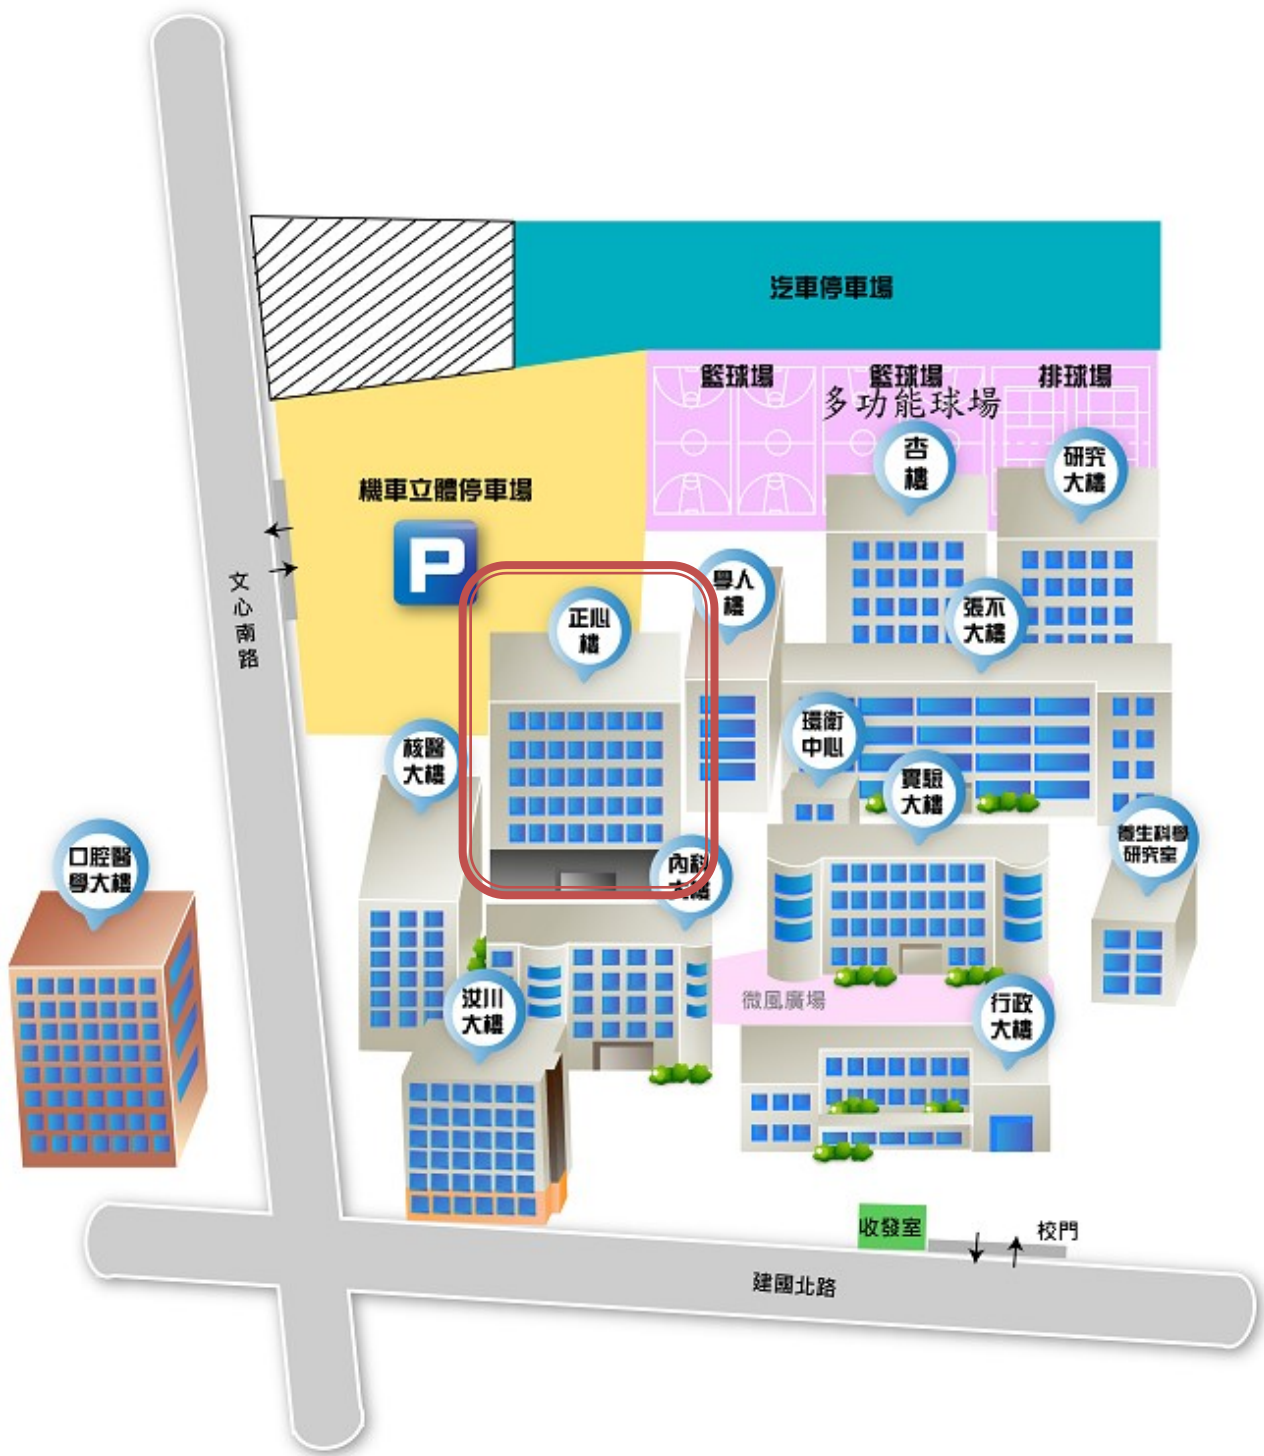 汽車停車場
籃球場
籃球場
排球場
多功能球場
杏
樓
研究
大樓
機車立體停車場
P
文心南路
正心
樓
學人
樓
張不
大樓
環衛
中心
核醫
大樓
實驗
大樓
口腔醫
學大樓
養生科學
研究室
內科
大樓
汝川
大樓
微風廣場
行政
大樓
收發室
校門
建國北路